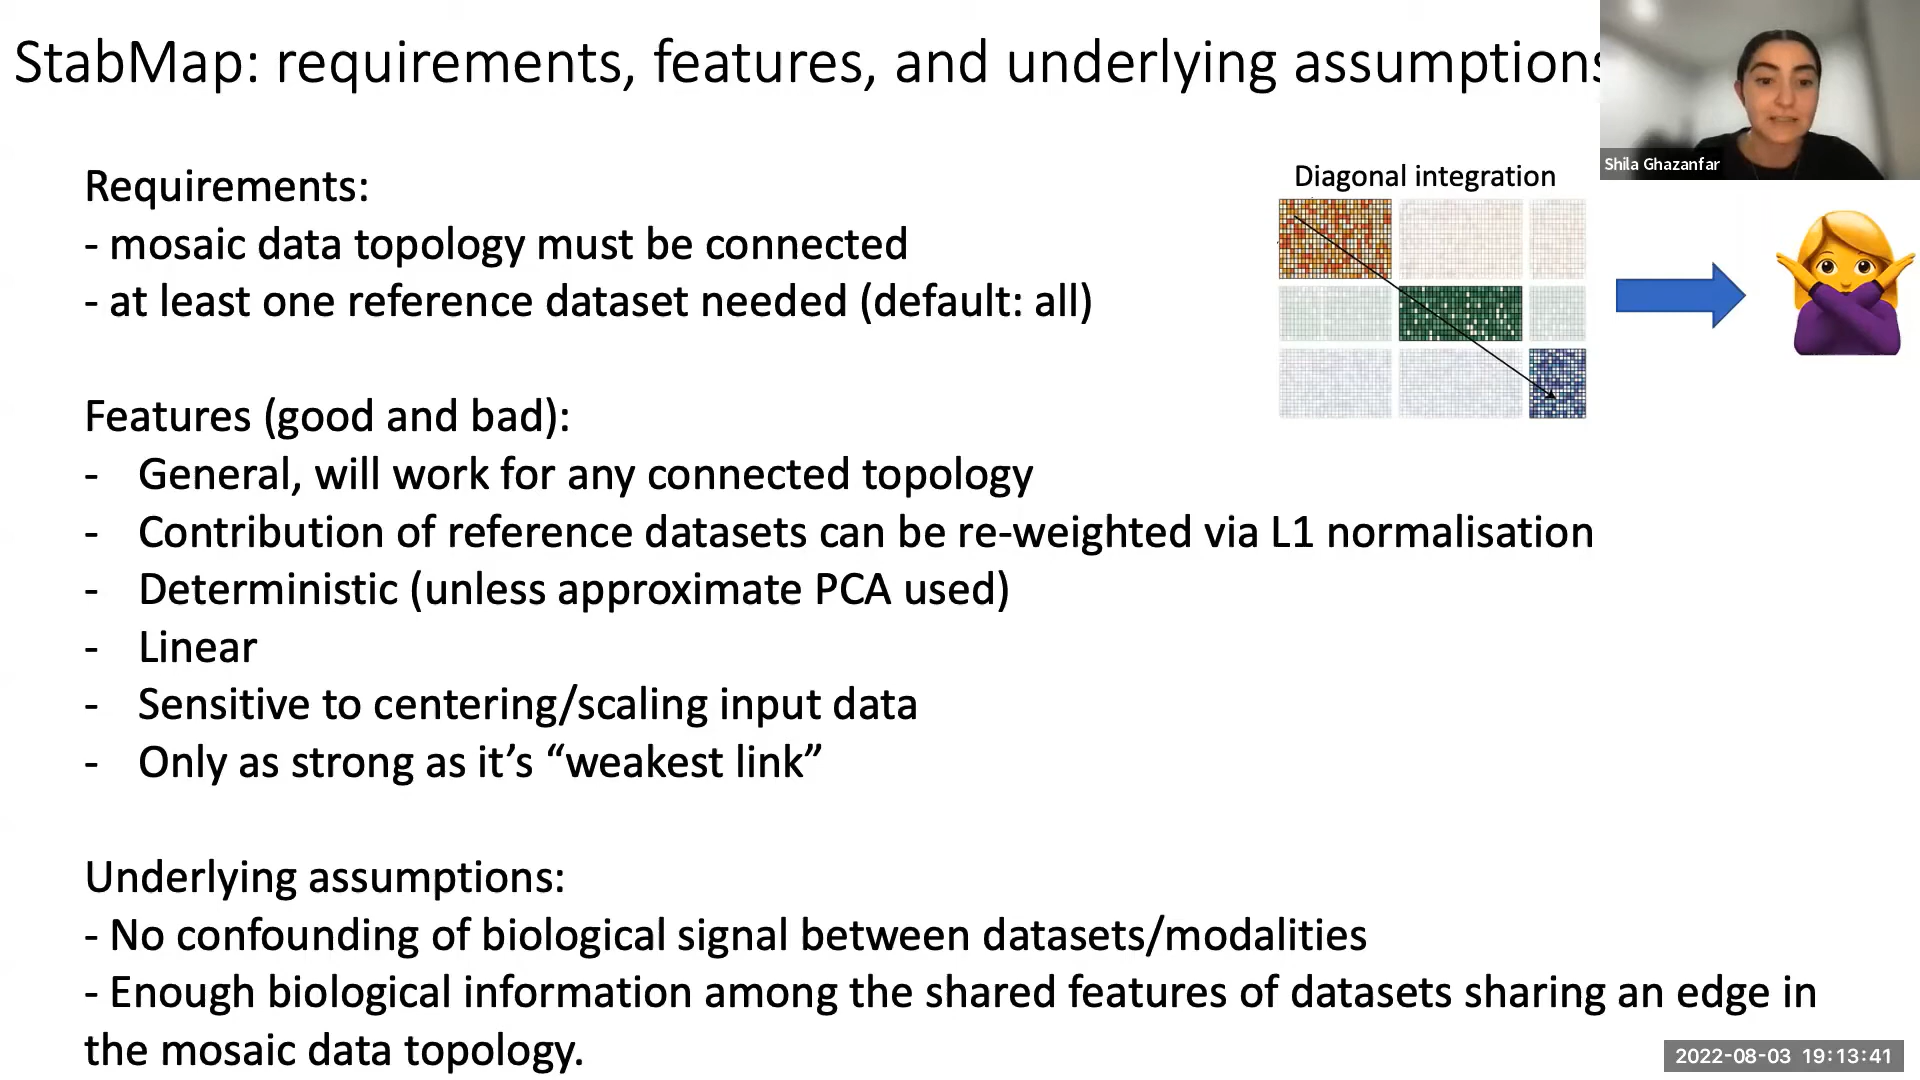 StabMap: requirements, features, and underlying assumptions
Shila Ghazanfar
Requirements:
- mosaic data topology must be connected
- at least one reference dataset needed (default: all)
Diagonal integration
Features (good and bad):
- General, will work for any connected topology
- Contribution of reference datasets can be re-weighted via L1 normalisation
- Deterministic (unless approximate PCA used)
- Linear
- Sensitive to centering/scaling input data
- Only as strong as it’s “weakest link”
Underlying assumptions:
- No confounding of biological signal between datasets/modalities
- Enough biological information among the shared features of datasets sharing an edge in
the mosaic data topology.
2022-08-03 19:13:41